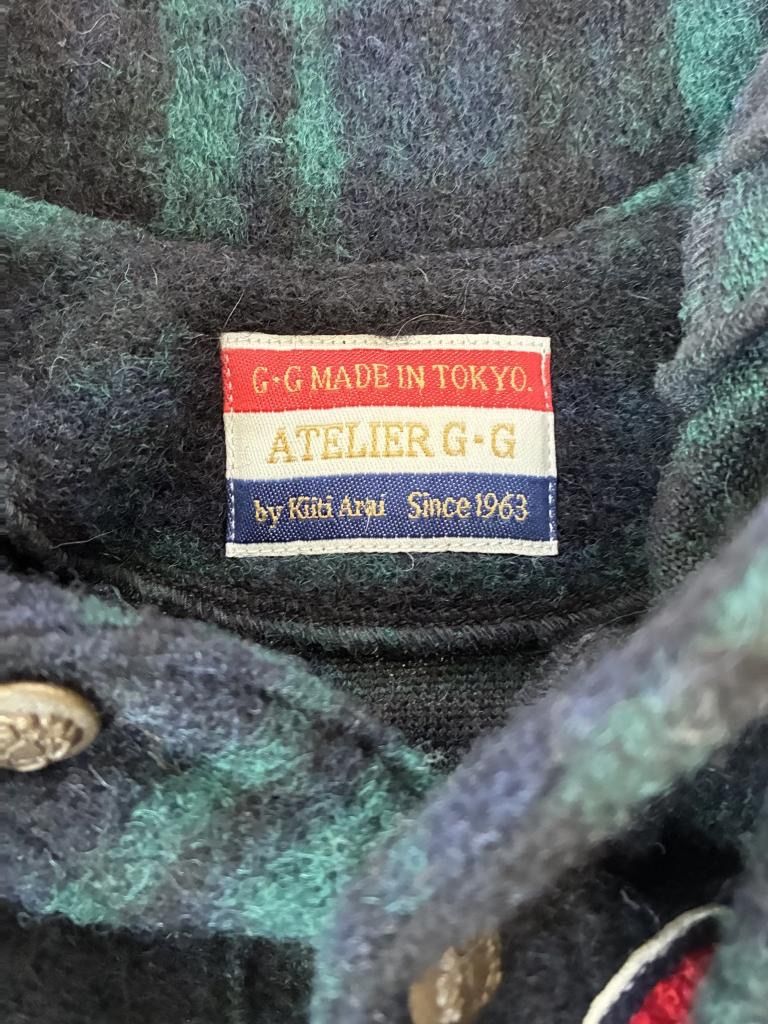 G·G MADE IN TOKYO.
ATELIER G·G
by Kiiti Arai Since 1963